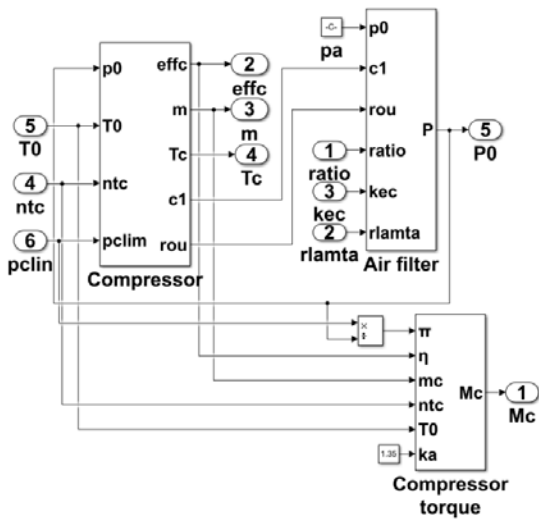 p0
T0
ntc
pclim
effc
m
Tc
c1
rou
Compressor
5
T0
4
ntc
6
pclin
2
effc
3
m
4
Tc
-C-
pa
p0
c1
rou
ratio
kec
rlamta
P
Air filter
1
ratio
3
kec
2
rlamta
5
P0
×
÷
π
η
mc
ntc
T0
ka
Mc
1.35
Compressor
torque
1
Mc